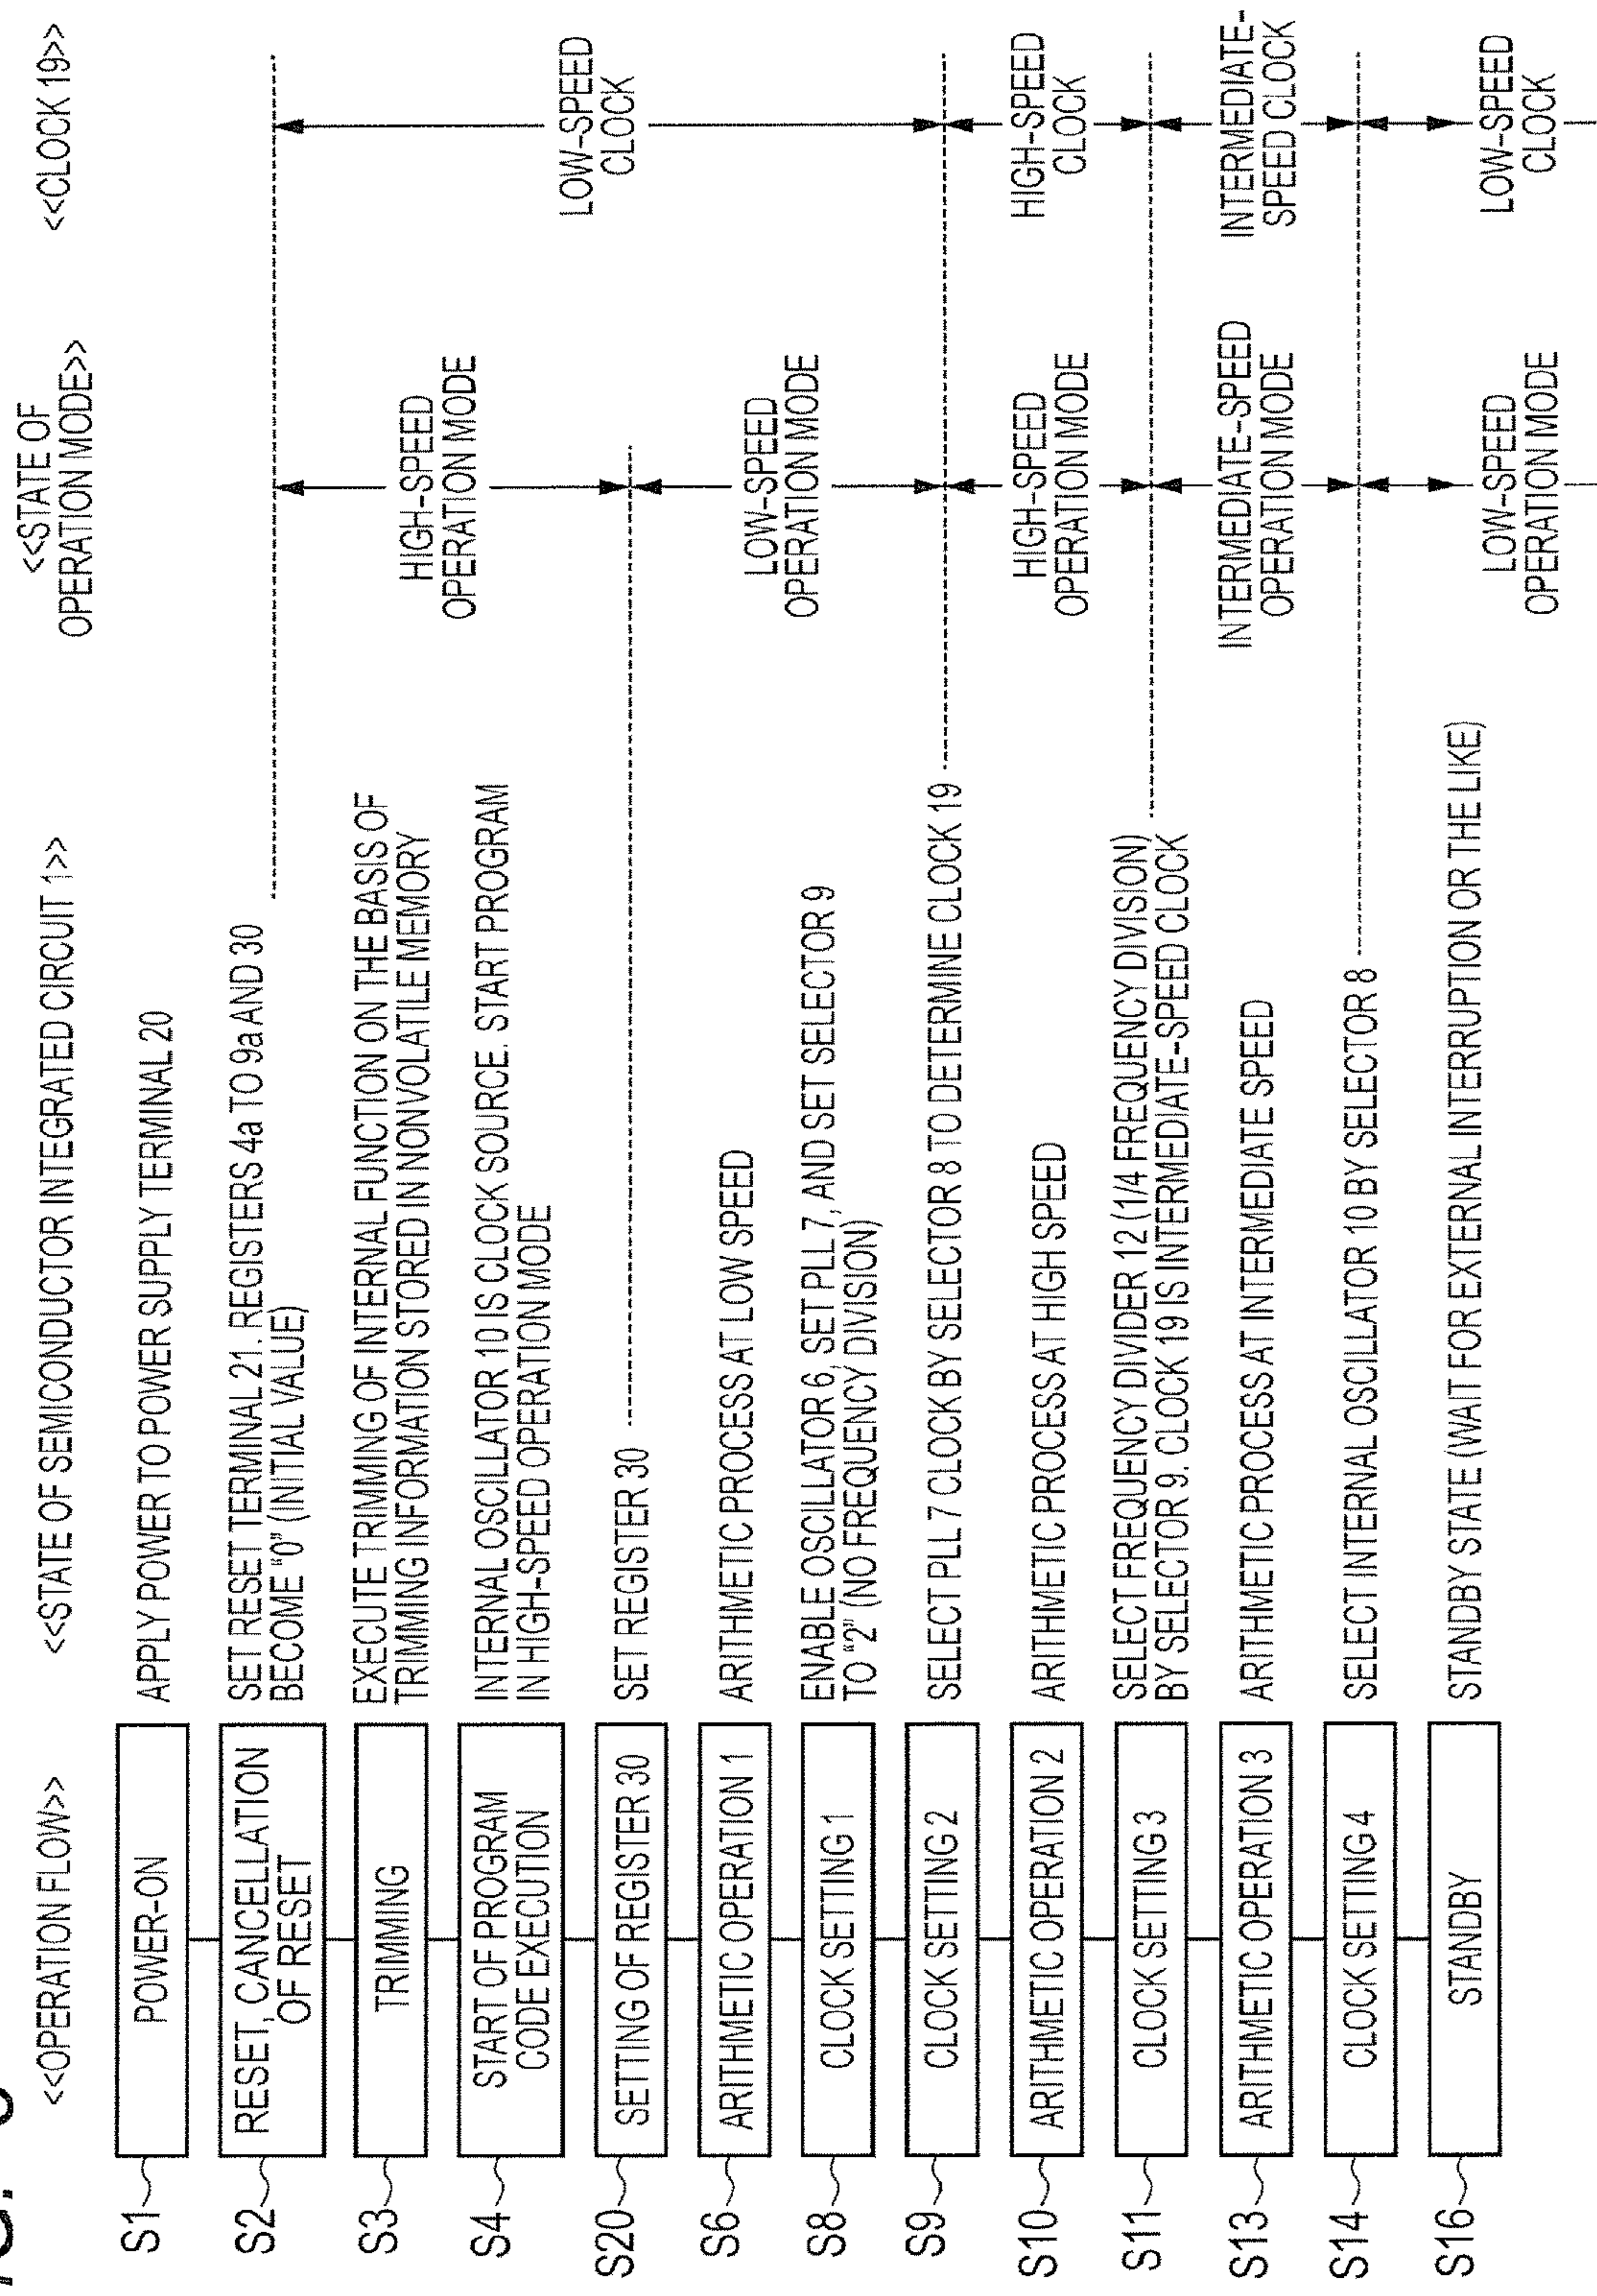 <<OPERATION FLOW>>
<<STATE OF SEMICONDUCTOR INTEGRATED CIRCUIT 1>>
<<STATE OF
OPERATION MODE>>
<<CLOCK 19>>
S1
POWER-ON
APPLY POWER TO POWER SUPPLY TERMINAL 20
S2
RESET, CANCELLATION
OF RESET
SET RESET TERMINAL 21. REGISTERS 4a TO 9a AND 30
BECOME "0" (INITIAL VALUE)
S3
TRIMMING
EXECUTE TRIMMING OF INTERNAL FUNCTION ON THE BASIS OF
TRIMMING INFORMATION STORED IN NONVOLATILE MEMORY
HIGH-SPEED
OPERATION MODE
S4
START OF PROGRAM
CODE EXECUTION
INTERNAL OSCILLATOR 10 IS CLOCK SOURCE. START PROGRAM
IN HIGH-SPEED OPERATION MODE
LOW-SPEED
CLOCK
S20
SETTING OF REGISTER 30
SET REGISTER 30
S6
ARITHMETIC OPERATION 1
ARITHMETIC PROCESS AT LOW SPEED
LOW-SPEED
OPERATION MODE
S8
CLOCK SETTING 1
ENABLE OSCILLATOR 6, SET PLL 7, AND SET SELECTOR 9
TO "2" (NO FREQUENCY DIVISION)
S9
CLOCK SETTING 2
SELECT PLL 7 CLOCK BY SELECTOR 8 TO DETERMINE CLOCK 19
S10
ARITHMETIC OPERATION 2
ARITHMETIC PROCESS AT HIGH SPEED
HIGH-SPEED
OPERATION MODE
HIGH-SPEED
CLOCK
S11
CLOCK SETTING 3
SELECT FREQUENCY DIVIDER 12 (1/4 FREQUENCY DIVISION)
BY SELECTOR 9. CLOCK 19 IS INTERMEDIATE-SPEED CLOCK
S13
ARITHMETIC OPERATION 3
ARITHMETIC PROCESS AT INTERMEDIATE SPEED
INTERMEDIATE-SPEED
OPERATION MODE
INTERMEDIATE-
SPEED CLOCK
S14
CLOCK SETTING 4
SELECT INTERNAL OSCILLATOR 10 BY SELECTOR 8
S16
STANDBY
STANDBY STATE (WAIT FOR EXTERNAL INTERRUPTION OR THE LIKE)
LOW-SPEED
OPERATION MODE
LOW-SPEED
CLOCK